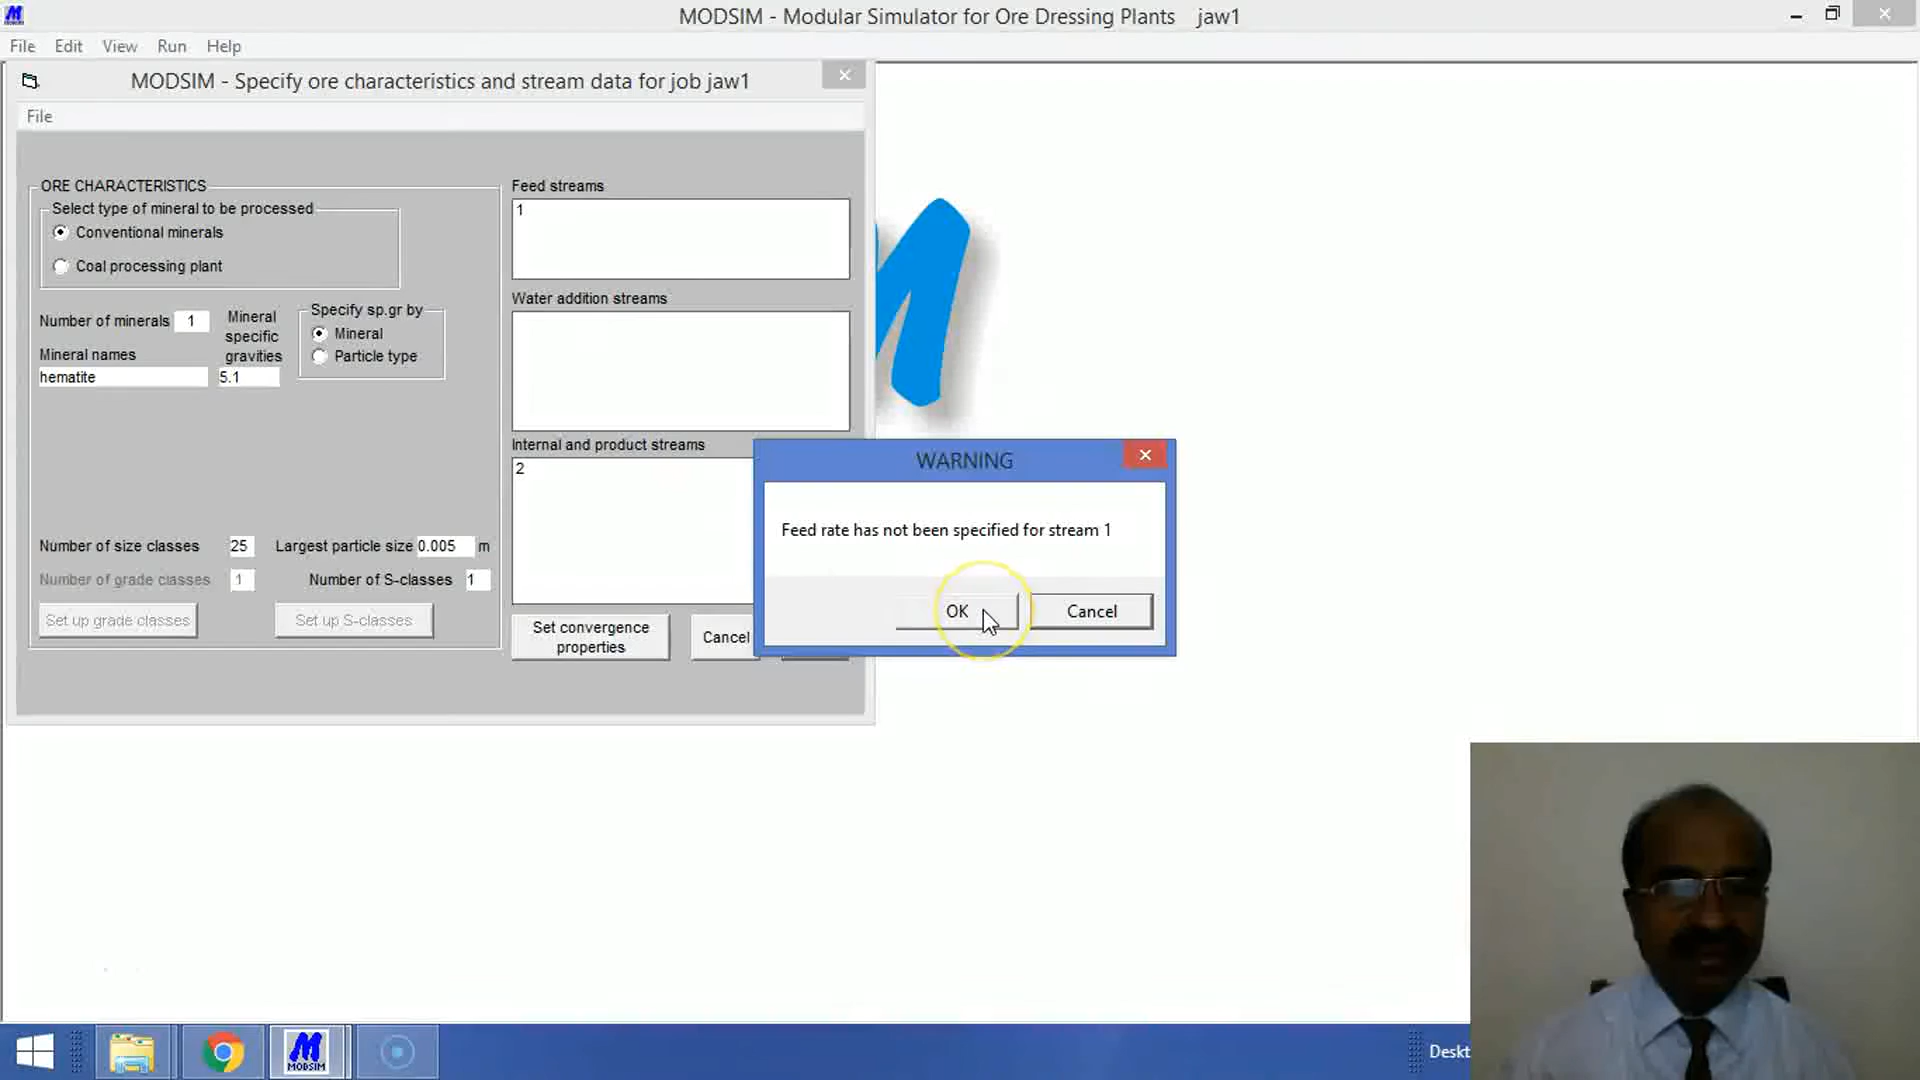 MODSIM - Modular Simulator for Ore Dressing Plants jaw1
File Edit View Run Help
MODSIM - Specify ore characteristics and stream data for job jaw1
File
ORE CHARACTERISTICS
Select type of mineral to be processed
Conventional minerals
Coal processing plant
Number of minerals 1
Mineral specific gravities
Specify sp.gr by
Mineral
Particle type
Mineral names
hematite 5.1
Number of size classes 25 Largest particle size 0.005 m
Number of grade classes 1 Number of S-classes 1
Set up grade classes Set up S-classes
Feed streams
1
Water addition streams
Internal and product streams
2
Set convergence
properties
Cancel
WARNING
Feed rate has not been specified for stream 1
OK Cancel
M
MODSIM
Deskt